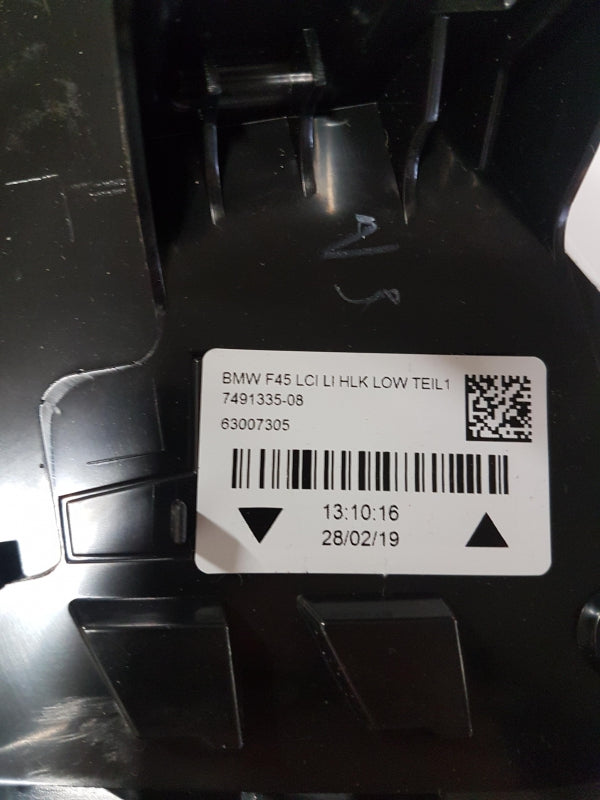 BMW F45 LCI LI HLK LOW TEIL1
7491335-08
63007305
13:10:16
28/02/19